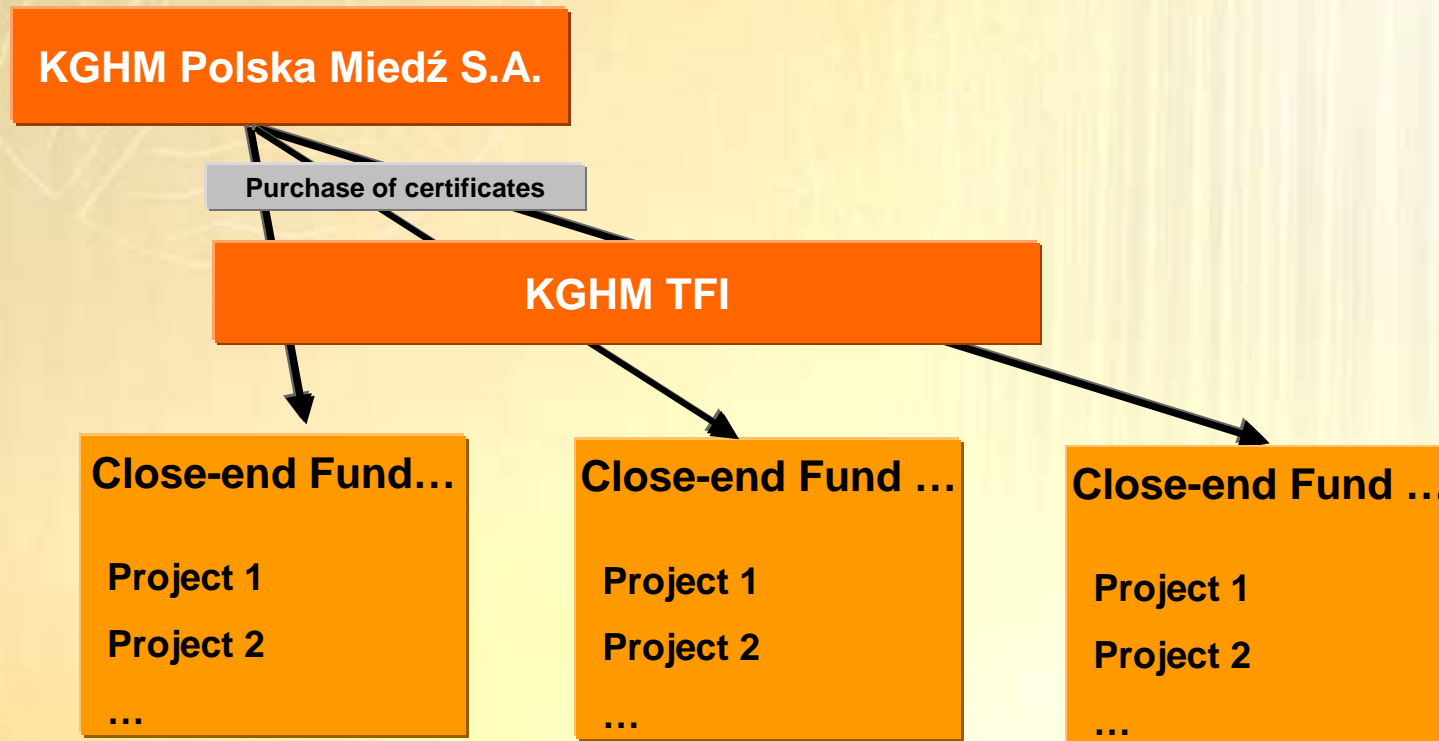 KGHM Polska Miedź S.A.
Purchase of certificates
KGHM TFI
Close-end Fund…
Project 1
Project 2
…
Close-end Fund …
Project 1
Project 2
…
Close-end Fund …
Project 1
Project 2
…